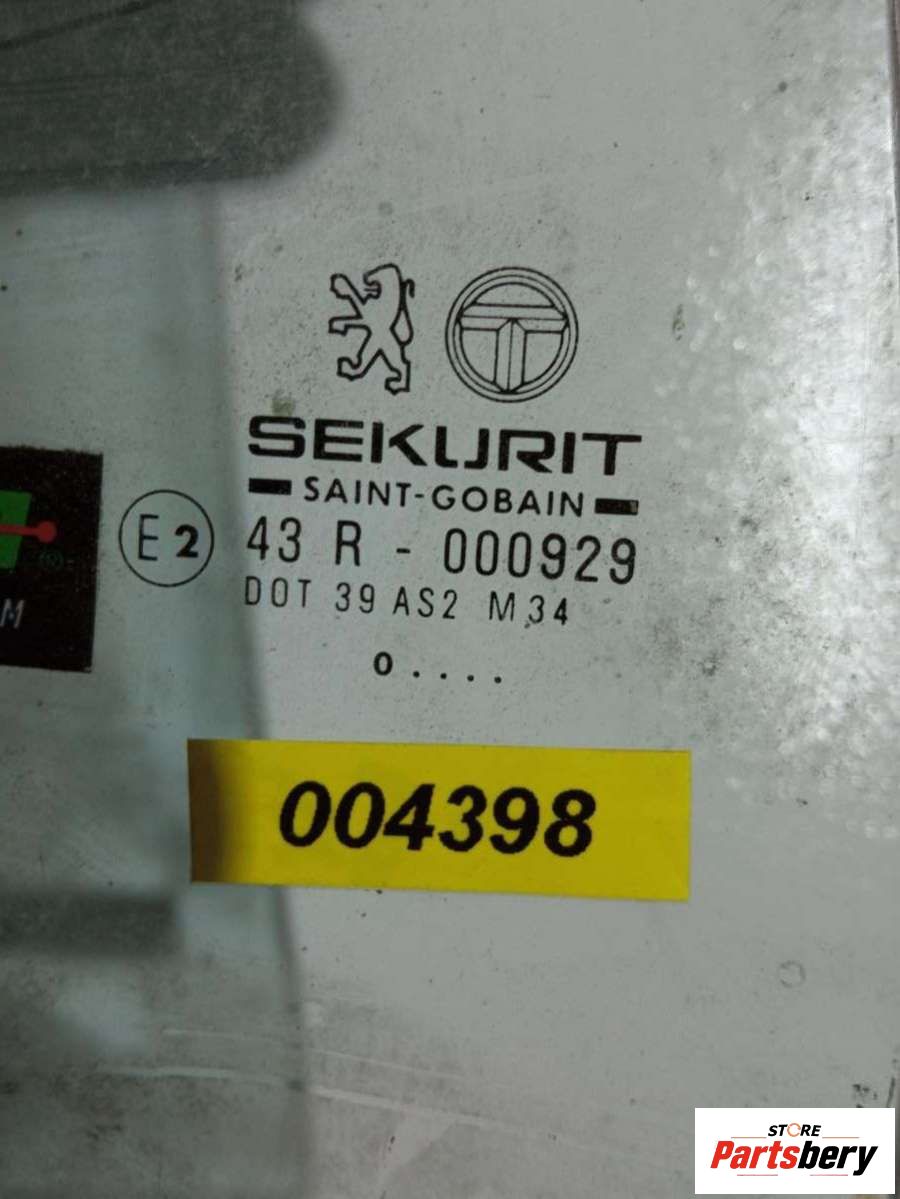 SEKURIT
SAINT-GOBAIN
E2 43 R - 000929
DOT 39 AS2 M34
o....
004398
M
STORE
Partsbery